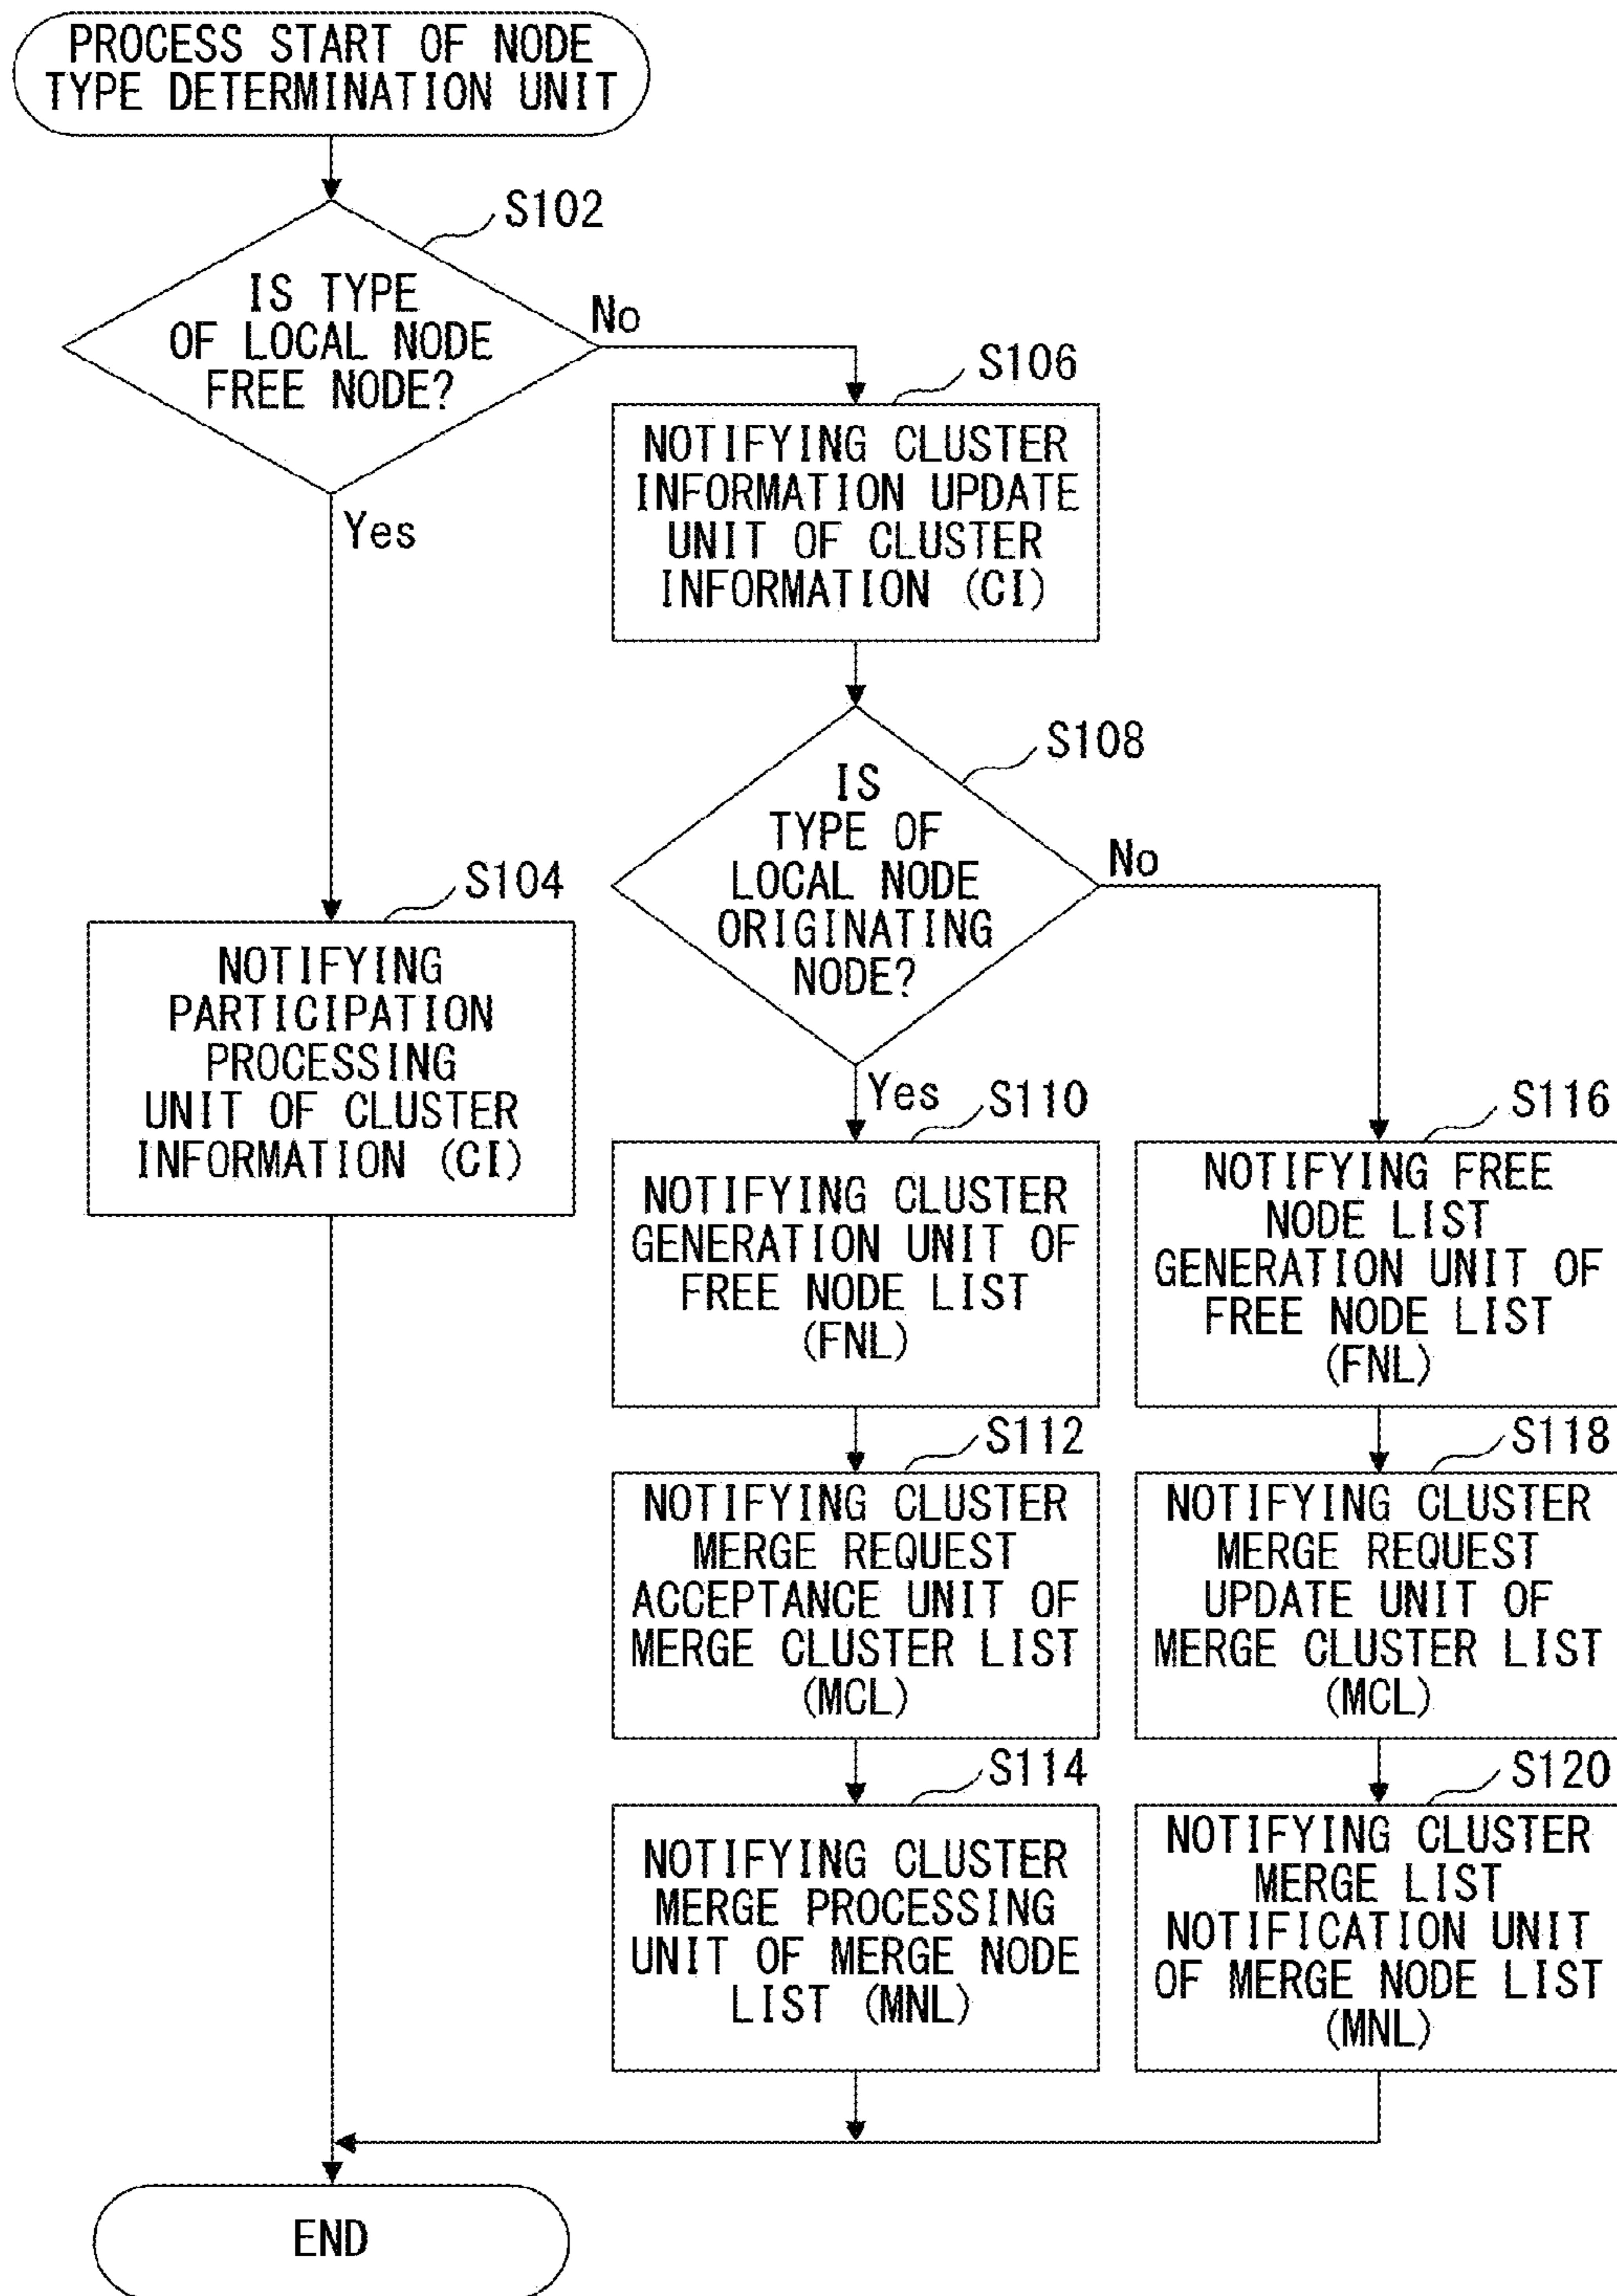 PROCESS START OF NODE
TYPE DETERMINATION UNIT
S102
IS TYPE
OF LOCAL NODE
FREE NODE?
No
Yes
S106
NOTIFYING CLUSTER
INFORMATION UPDATE
UNIT OF CLUSTER
INFORMATION (CI)
S108
IS
TYPE OF
LOCAL NODE
ORIGINATING
NODE?
No
Yes
S104
NOTIFYING
PARTICIPATION
PROCESSING
UNIT OF CLUSTER
INFORMATION (CI)
S110
NOTIFYING CLUSTER
GENERATION UNIT OF
FREE NODE LIST
(FNL)
S112
NOTIFYING CLUSTER
MERGE REQUEST
ACCEPTANCE UNIT OF
MERGE CLUSTER LIST
(MCL)
S114
NOTIFYING CLUSTER
MERGE PROCESSING
UNIT OF MERGE NODE
LIST (MNL)
S116
NOTIFYING FREE
NODE LIST
GENERATION UNIT OF
FREE NODE LIST
(FNL)
S118
NOTIFYING CLUSTER
MERGE REQUEST
UPDATE UNIT OF
MERGE CLUSTER LIST
(MCL)
S120
NOTIFYING CLUSTER
MERGE LIST
NOTIFICATION UNIT
OF MERGE NODE LIST
(MNL)
END